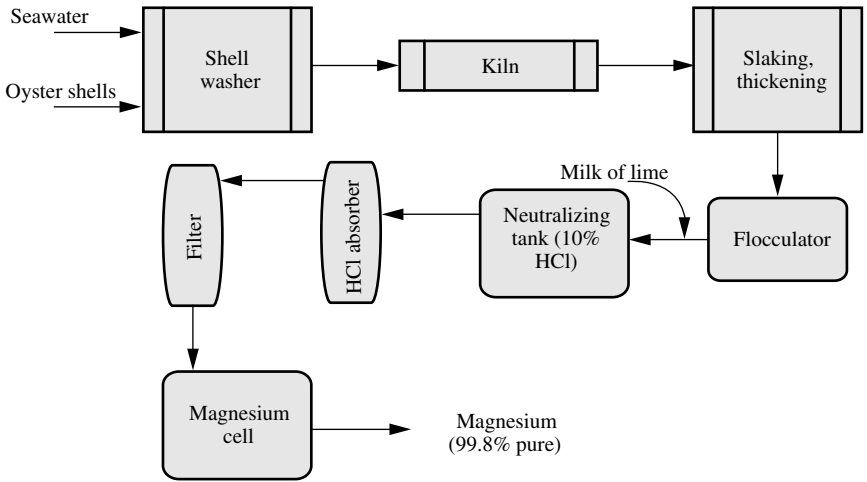 Seawater
Oyster shells
Shell
washer
Kiln
Slaking,
thickening
Filter
HCl absorber
Neutralizing
tank (10%
HCl)
Milk of lime
Flocculator
Magnesium
cell
Magnesium
(99.8% pure)